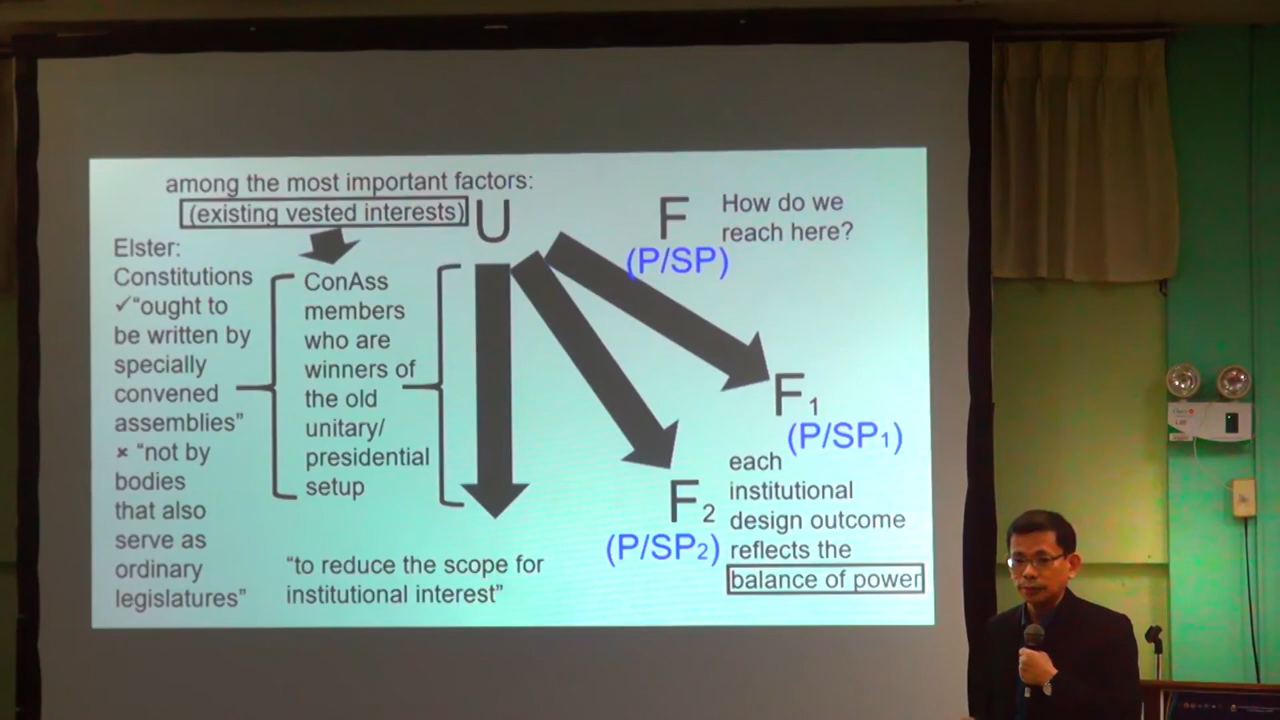 among the most important factors:
(existing vested interests)
U
F
(P/SP)
How do we
reach here?
Elster:
Constitutions
✓“ought to
be written by
specially
convened
assemblies”
× “not by
bodies
that also
serve as
ordinary
legislatures”
ConAss
members
who are
winners of
the old
unitary/
presidential
setup
“to reduce the scope for
institutional interest”
F1
(P/SP1)
F2
(P/SP2)
each
institutional
design outcome
reflects the
balance of power